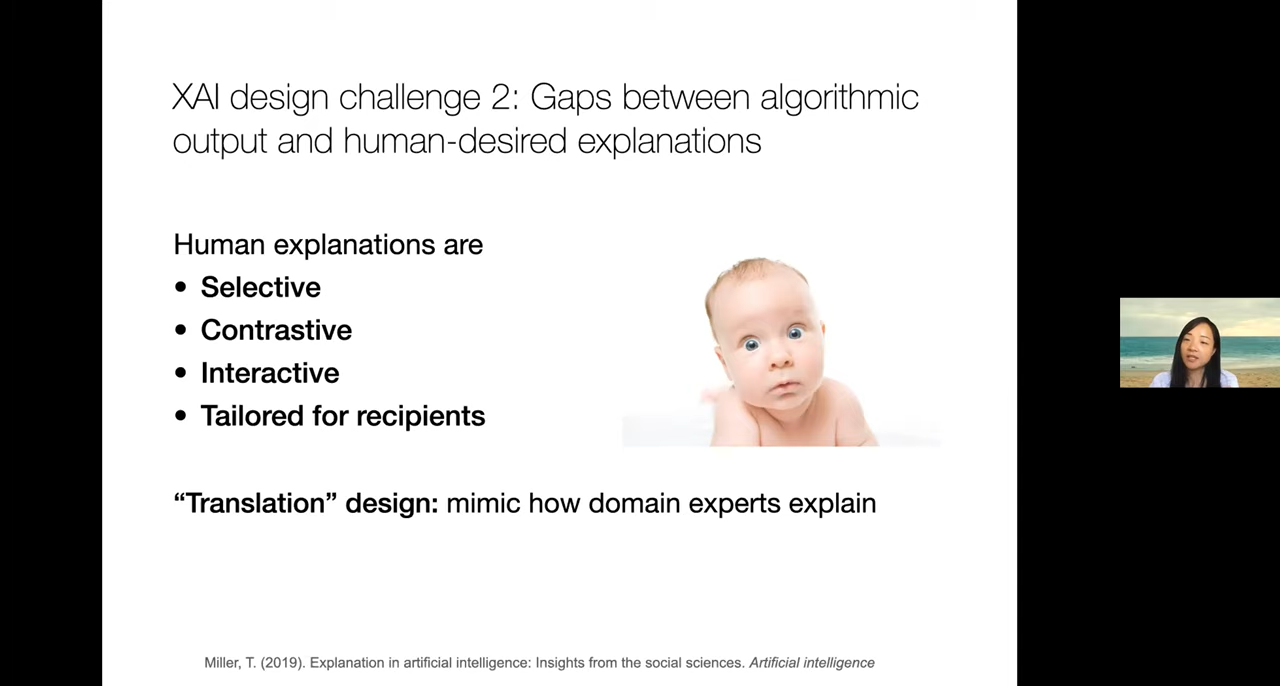 XAI design challenge 2: Gaps between algorithmic
output and human-desired explanations
Human explanations are
• Selective
• Contrastive
• Interactive
• Tailored for recipients
“Translation” design: mimic how domain experts explain
Miller, T. (2019). Explanation in artificial intelligence: Insights from the social sciences. Artificial intelligence